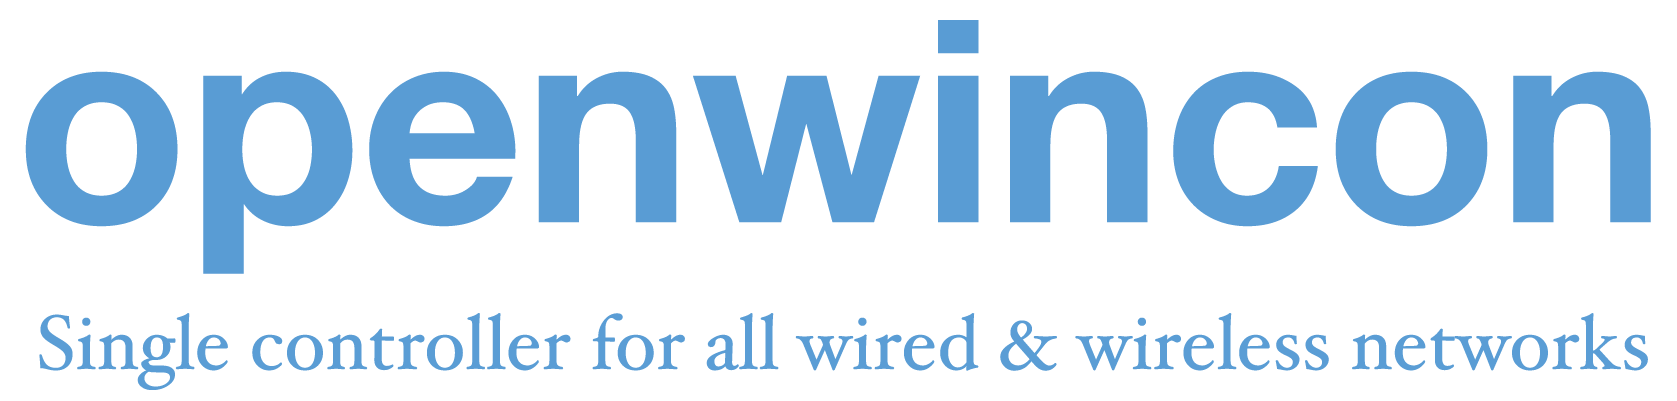 openwincon
Single controller for all wired & wireless networks